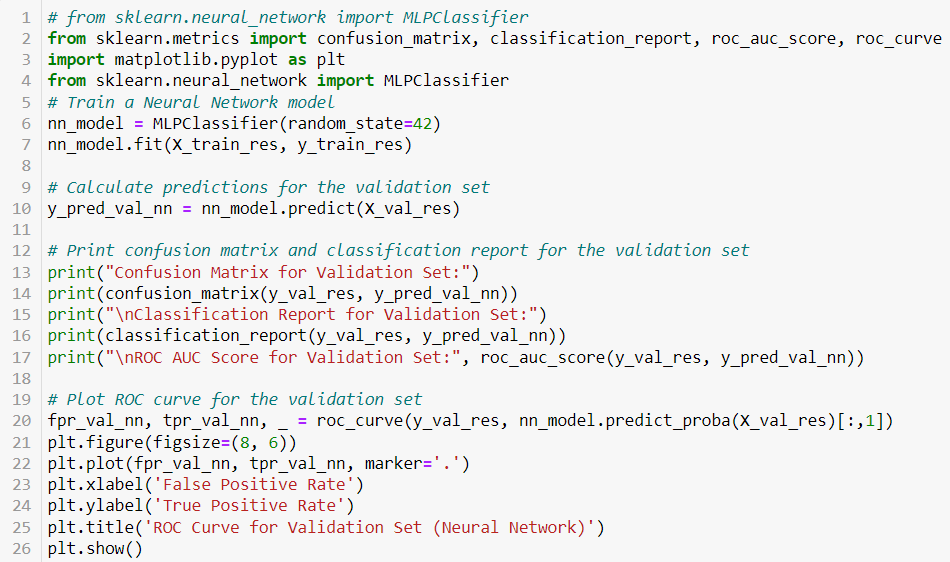 1 # from sklearn.neural_network import MLPClassifier
2 from sklearn.metrics import confusion_matrix, classification_report, roc_auc_score, roc_curve
3 import matplotlib.pyplot as plt
4 from sklearn.neural_network import MLPClassifier
5 # Train a Neural Network model
6 nn_model = MLPClassifier(random_state=42)
7 nn_model.fit(X_train_res, y_train_res)
8
9 # Calculate predictions for the validation set
10 y_pred_val_nn = nn_model.predict(X_val_res)
11
12 # Print confusion matrix and classification report for the validation set
13 print("Confusion Matrix for Validation Set:")
14 print(confusion_matrix(y_val_res, y_pred_val_nn))
15 print("\nClassification Report for Validation Set:")
16 print(classification_report(y_val_res, y_pred_val_nn))
17 print("\nROC AUC Score for Validation Set:", roc_auc_score(y_val_res, y_pred_val_nn))
18
19 # Plot ROC curve for the validation set
20 fpr_val_nn, tpr_val_nn, _ = roc_curve(y_val_res, nn_model.predict_proba(X_val_res)[:,1])
21 plt.figure(figsize=(8, 6))
22 plt.plot(fpr_val_nn, tpr_val_nn, marker='.')
23 plt.xlabel('False Positive Rate')
24 plt.ylabel('True Positive Rate')
25 plt.title('ROC Curve for Validation Set (Neural Network)')
26 plt.show()